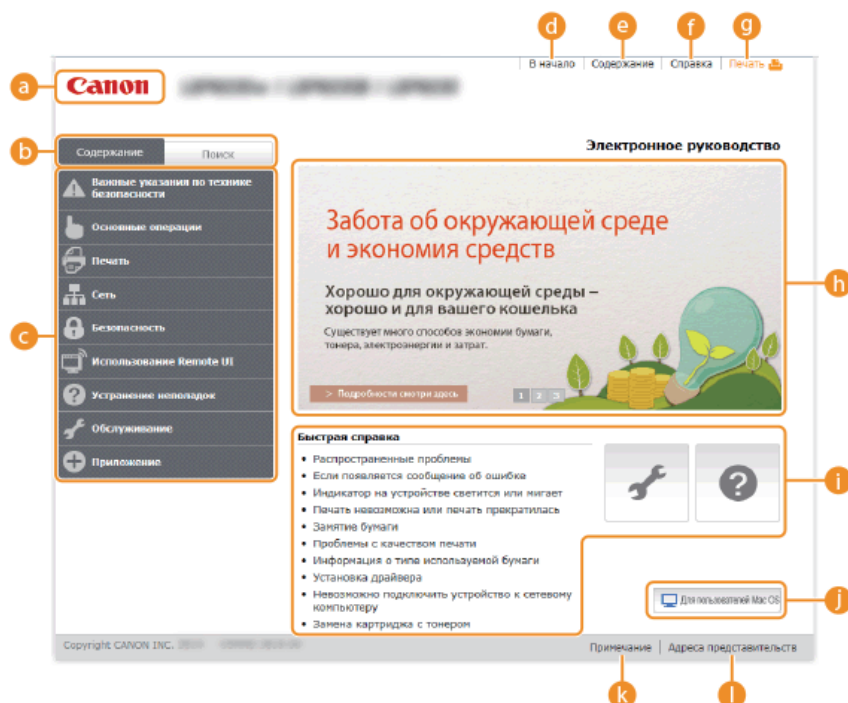 d e f g
В начало | Содержание | Справка | Печать
a Canon
b Содержание Поиск
Электронное руководство
c
Важные указания по технике
безопасности
Основные операции
Печать
Сеть
Безопасность
Использование Remote UI
Устранение неполадок
Обслуживание
Приложение
Забота об окружающей среде
и экономия средств
Хорошо для окружающей среды –
хорошо и для вашего кошелька
Существует много способов экономии бумаги,
тонера, электроэнергии и затрат.
> Подробности смотри здесь 1 2 3
h
Быстрая справка
• Распространенные проблемы
• Если появляется сообщение об ошибке
• Индикатор на устройстве светится или мигает
• Печать невозможна или печать прекратилась
• Замятие бумаги
• Проблемы с качеством печати
• Информация о типе используемой бумаги
• Установка драйвера
• Невозможно подключить устройство к сетевому
компьютеру
• Замена картриджа с тонером
?
i
Для пользователей Mac OS j
Copyright CANON INC.
Примечание | Адреса представительств
k l